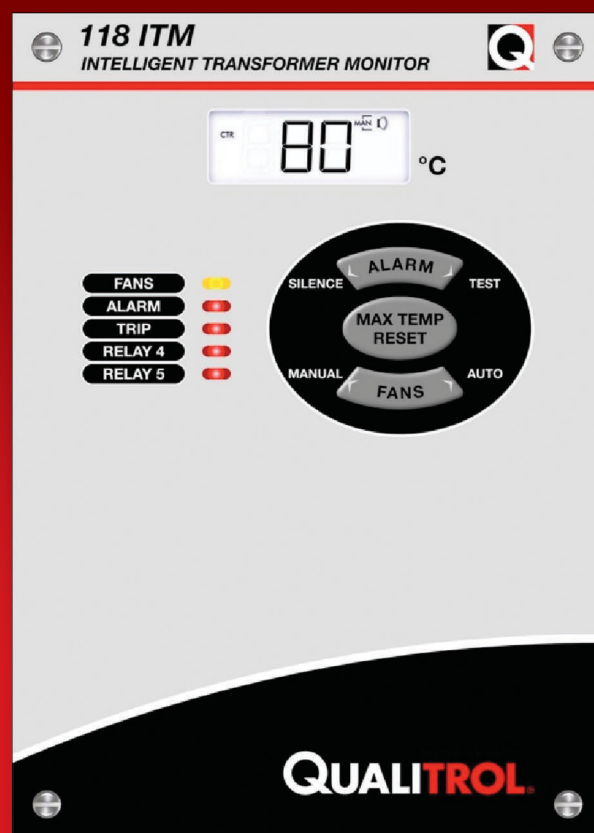 118 ITM
INTELLIGENT TRANSFORMER MONITOR
Q
CTR
80
MAN
°C
FANS
ALARM
TRIP
RELAY 4
RELAY 5
ALARM
SILENCE
TEST
MAX TEMP
RESET
MANUAL
AUTO
FANS
QUALITROL®